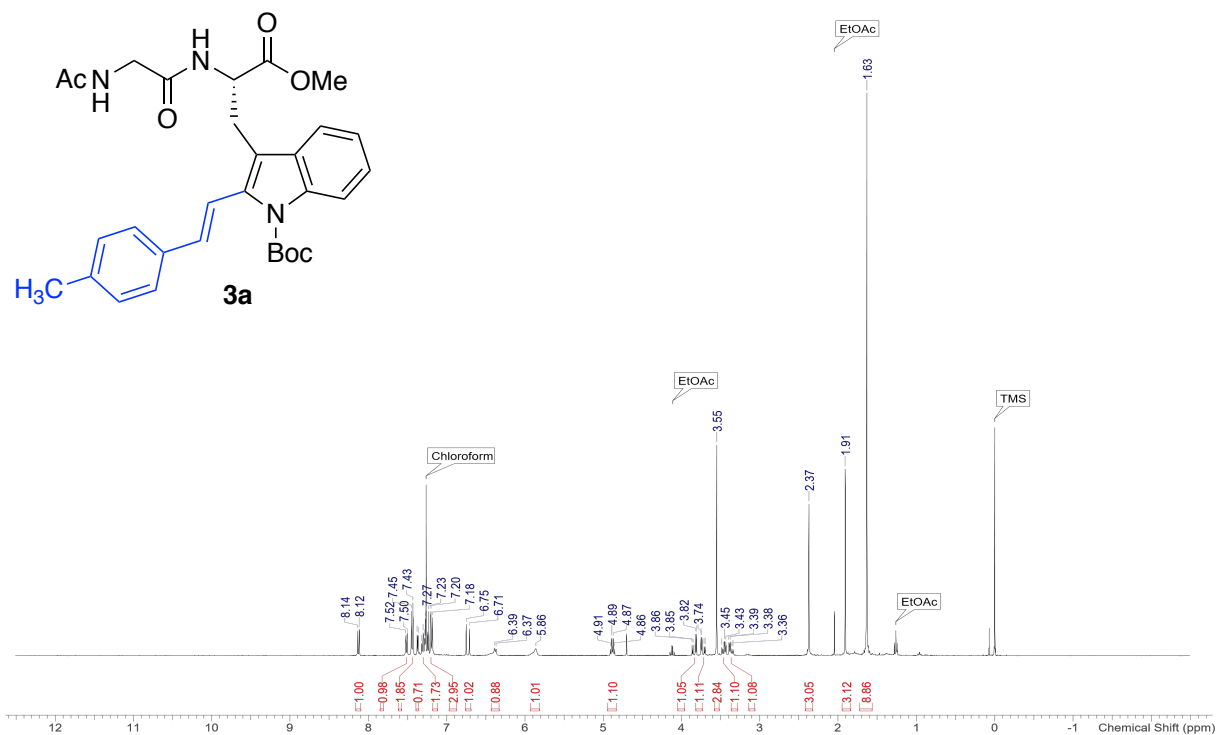 H
N
O
Ac
N
H
O
OMe
N
Boc
H₃C
3a
EtOAc
1.63
EtOAc
3.55
TMS
1.91
Chloroform
2.37
8.14
8.12
7.52
7.50
7.45
7.43
7.27
7.23
7.20
7.18
6.75
6.71
6.39
6.37
5.86
4.91
4.89
4.87
4.86
3.86
3.85
3.82
3.74
3.45
3.43
3.39
3.38
3.36
EtOAc
1.00 0.98 1.85 0.71 1.73 2.95 1.02 0.88 1.01 1.10 1.05 1.11 2.84 1.10 1.08 3.05 3.12 8.86
12 11 10 9 8 7 6 5 4 3 2 1 0 -1 Chemical Shift (ppm)